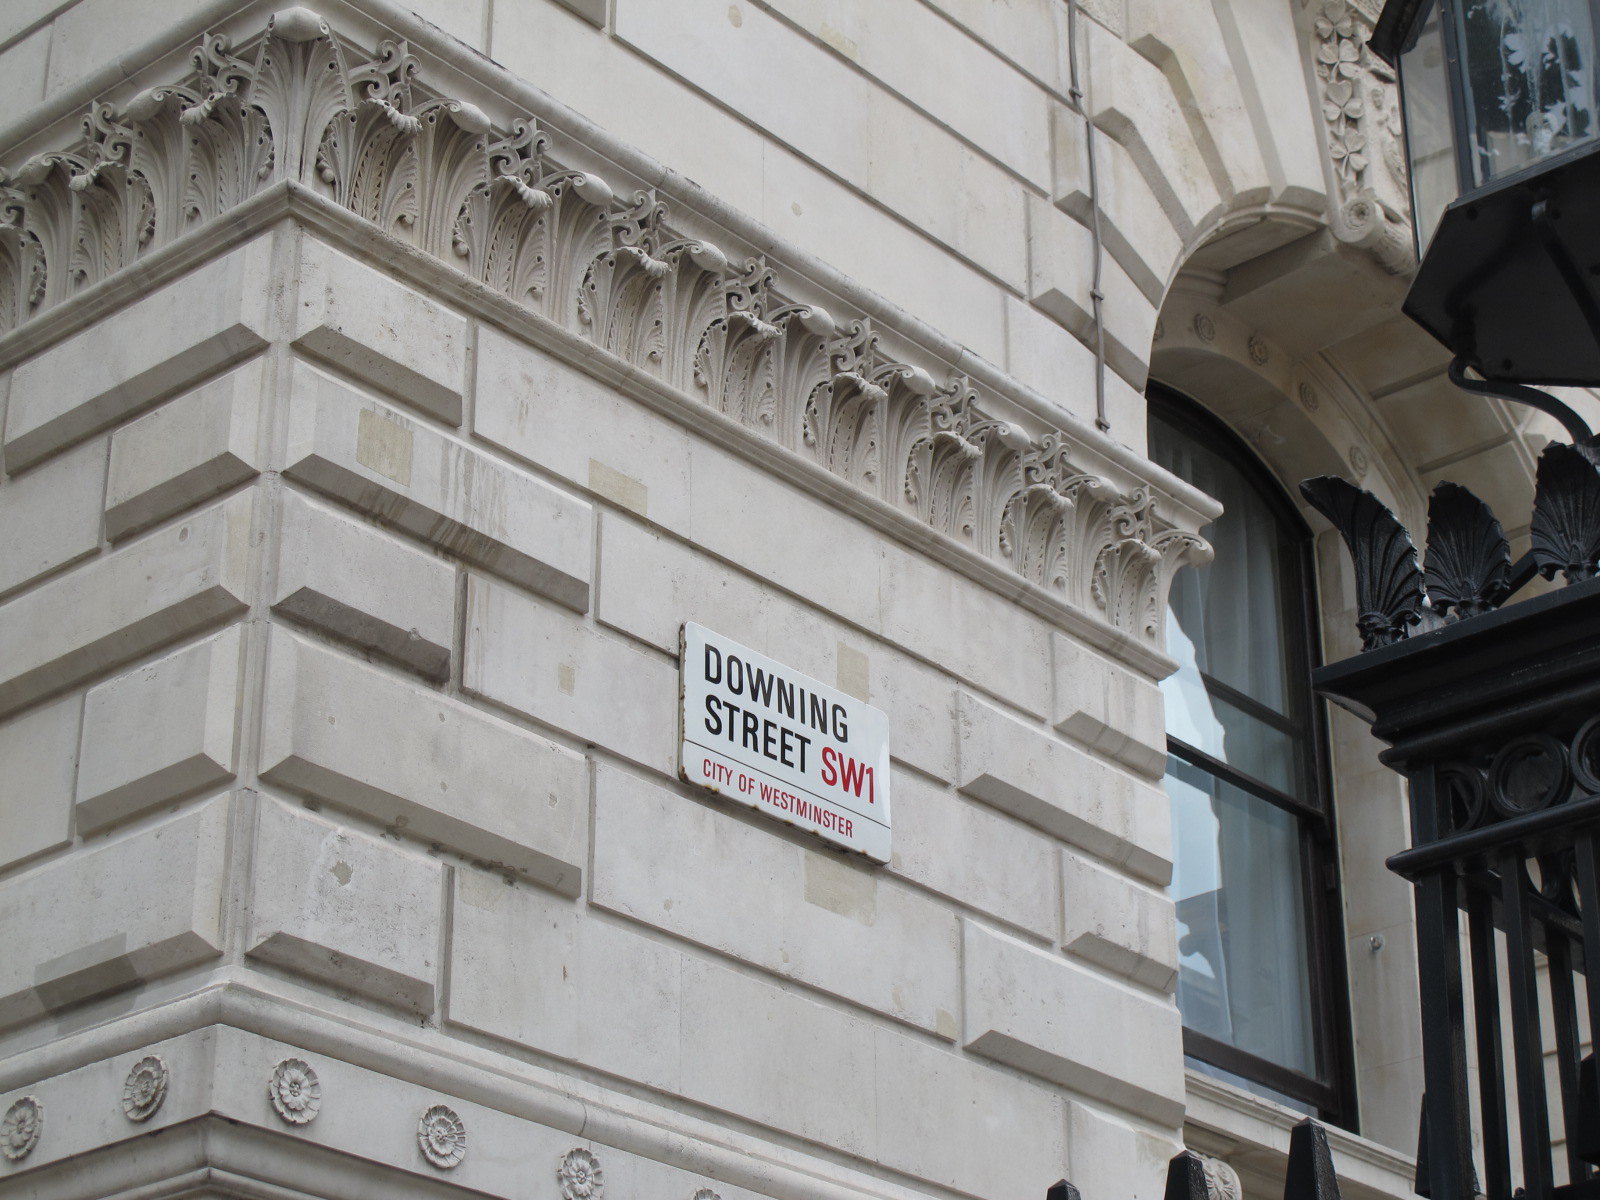 DOWNING
STREET SW1
CITY OF WESTMINSTER